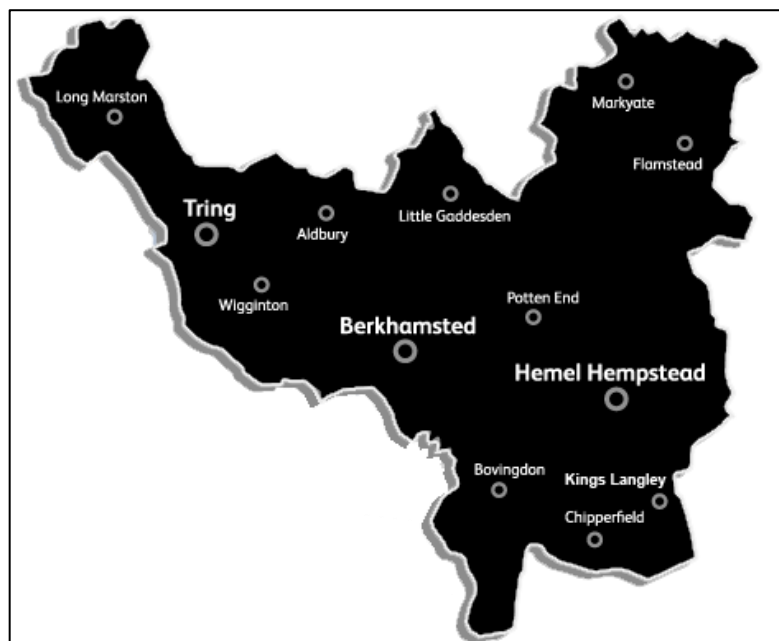 Markyate
Long Marston
Flamstead
Tring
Little Gaddesden
Aldbury
Wigginton
Potten End
Berkhamsted
Hemel Hempstead
Bovingdon
Kings Langley
Chipperfield